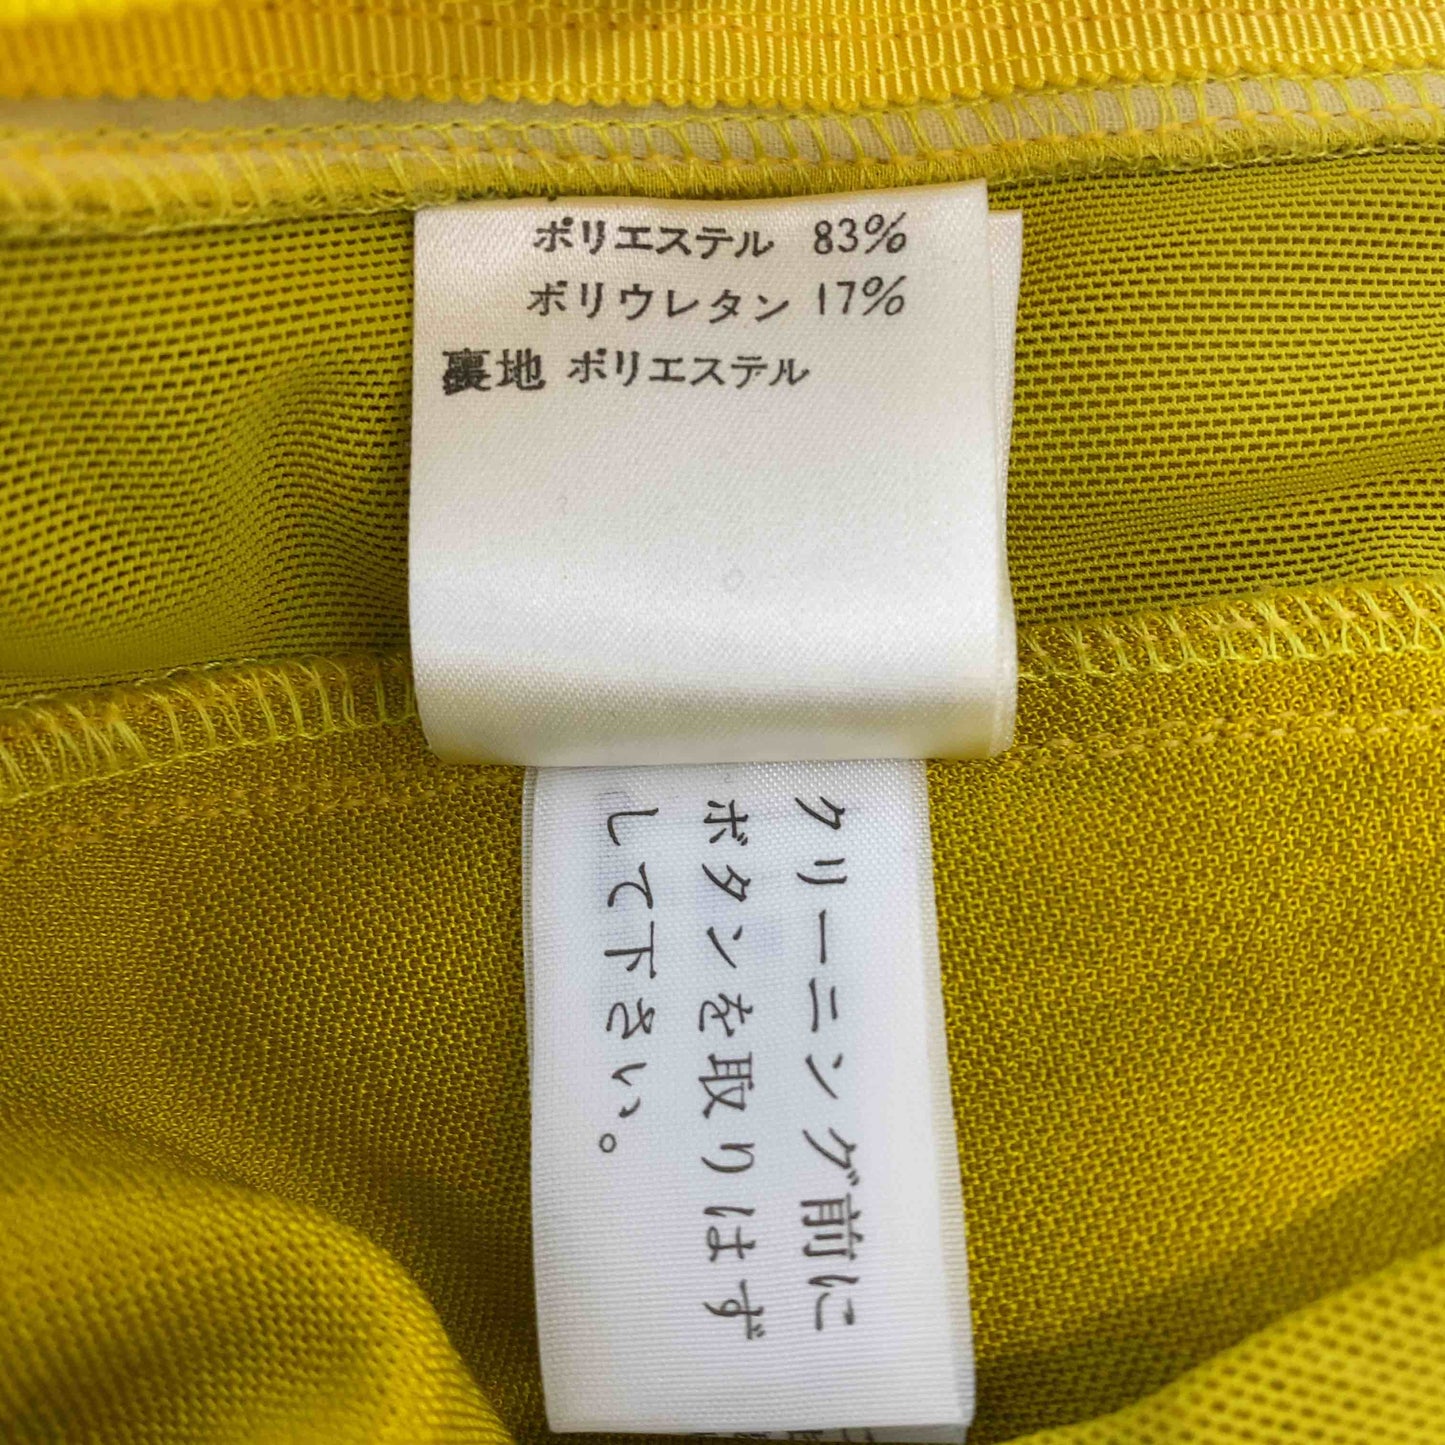 ポリエステル 83%
ポリウレタン 17%
裏地 ポリエステル
クリーニング前に
ボタンを取りはず
して下さい。